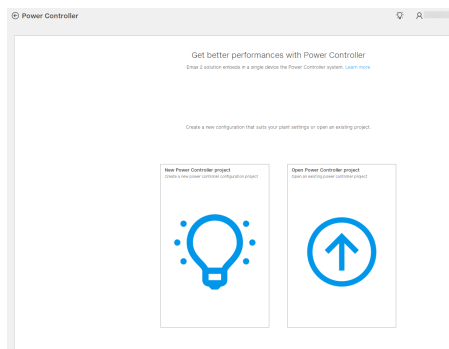 Power Controller
Get better performances with Power Controller
Emax 2 solution embeds in a single device the Power Controller system. Learn more
Create a new configuration that suits your plant settings or open an existing project.
New Power Controller project
Create a new power controller configuration project
Open Power Controller project
Open an existing power controller project